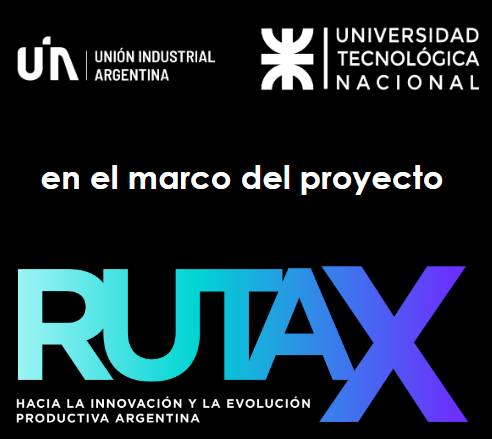 UIA
UNIÓN INDUSTRIAL
ARGENTINA
UNIVERSIDAD
TECNOLÓGICA
NACIONAL
en el marco del proyecto
RUTAX
HACIA LA INNOVACIÓN Y LA EVOLUCIÓN
PRODUCTIVA ARGENTINA